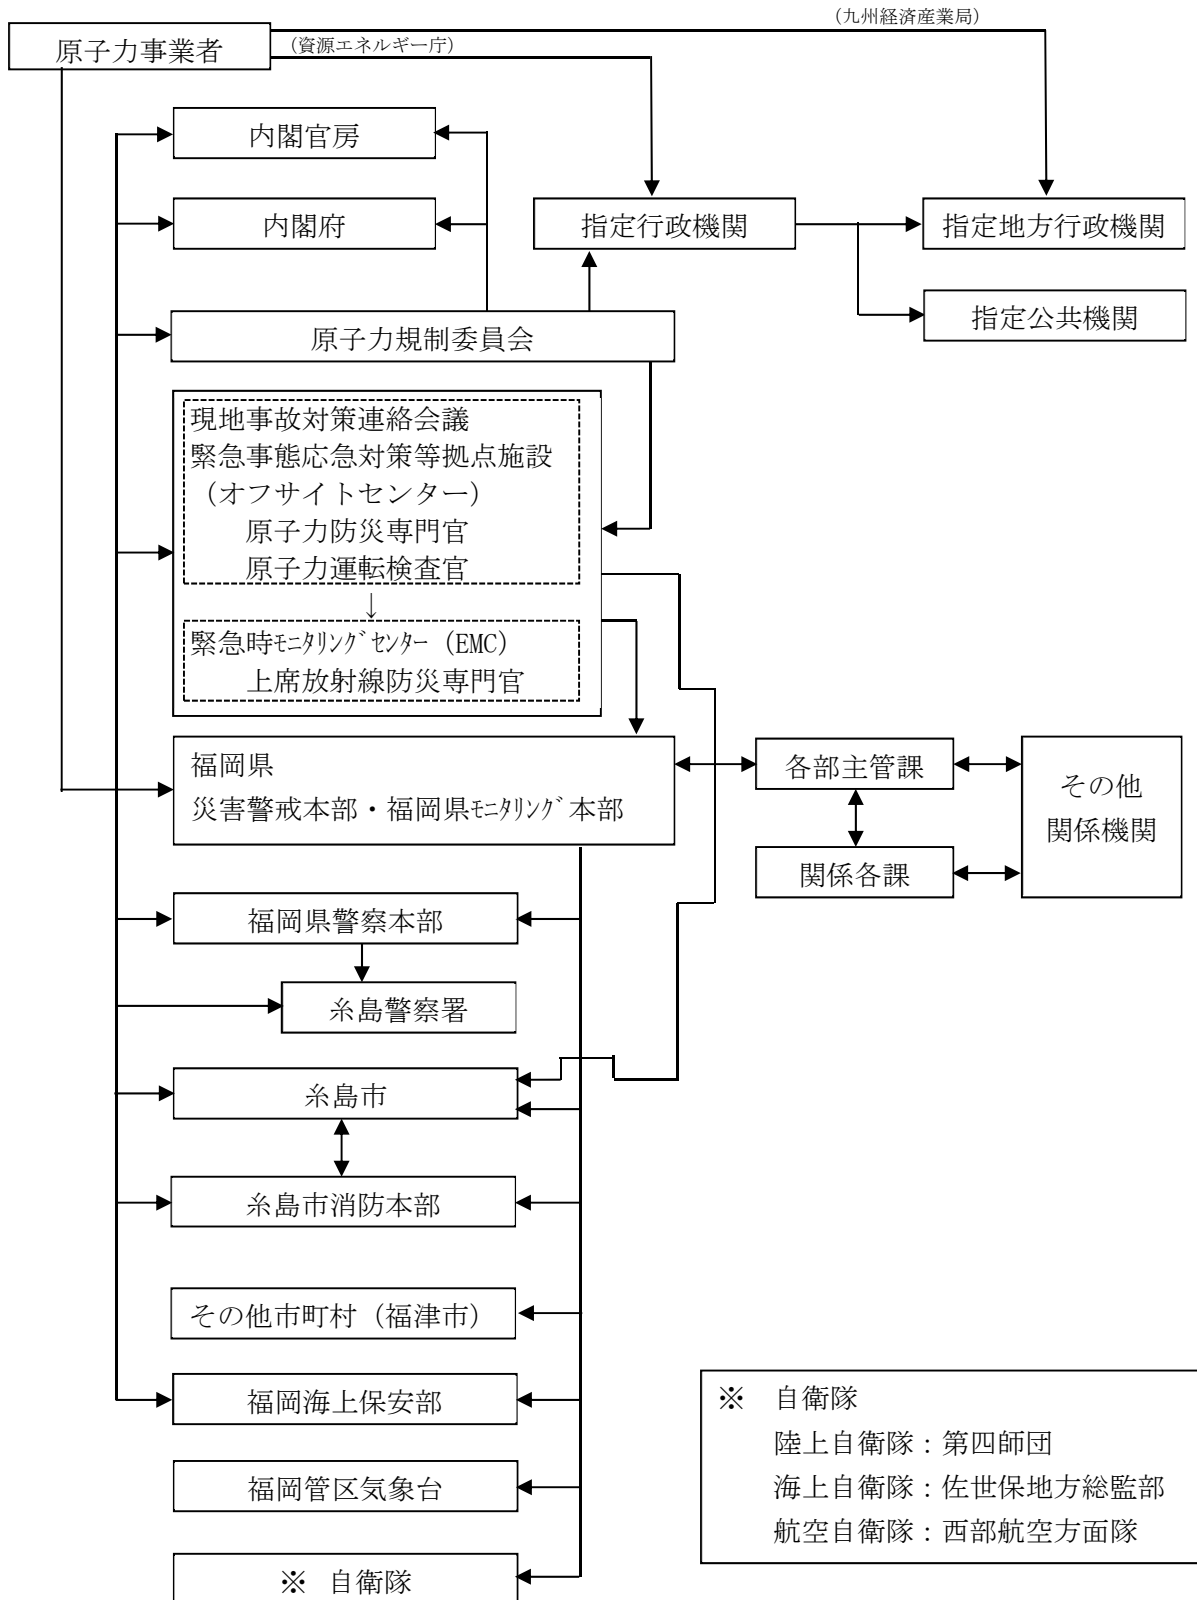 (九州経済産業局)
原子力事業者
(資源エネルギー庁)
内閣官房
内閣府
指定行政機関
指定地方行政機関
指定公共機関
原子力規制委員会
現地事故対策連絡会議
緊急事態応急対策等拠点施設
(オフサイトセンター)
原子力防災専門官
原子力運転検査官
↓
緊急時ﾓﾆﾀﾘﾝｸﾞｾﾝﾀｰ(EMC)
上席放射線防災専門官
福岡県
災害警戒本部・福岡県ﾓﾆﾀﾘﾝｸﾞ本部
各部主管課
その他
関係機関
関係各課
福岡県警察本部
糸島警察署
糸島市
糸島市消防本部
その他市町村(福津市)
福岡海上保安部
福岡管区気象台
※ 自衛隊
※ 自衛隊
陸上自衛隊:第四師団
海上自衛隊:佐世保地方総監部
航空自衛隊:西部航空方面隊